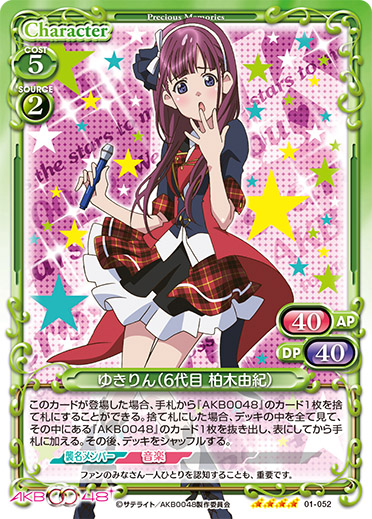 Precious Memories
Character
COST
5
SOURCE
2
the stars to m
stars to
40 AP
DP 40
ゆきりん(6代目 柏木由紀)
このカードが登場した場合、手札から『AKB0048』のカード1枚を捨
て札にすることができる。捨て札にした場合、デッキの中を全て見て、
その中にある『AKB0048』のカード1枚を抜き出し、表にしてから手
札に加える。その後、デッキをシャッフルする。
襲名メンバー 音楽
ファンのみなさん一人ひとりを認知することも、重要です。
AKB0048
©サテライト/AKB0048製作委員会 ★★★★ 01-052